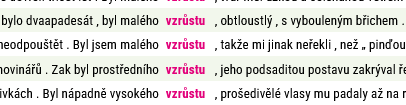 bylo dvaapadesát , byl malého vzrůstu , obtloustlý , s vybouleným břichem .
neodpouštět . Byl jsem malého vzrůstu , takže mi jinak neřekli , než „ pinďou
novinářů . Zak byl prostředního vzrůstu , jeho podsaditou postavu zakrýval
ivkách . Byl nápadně vysokého vzrůstu , prošedivělé vlasy mu padaly až na